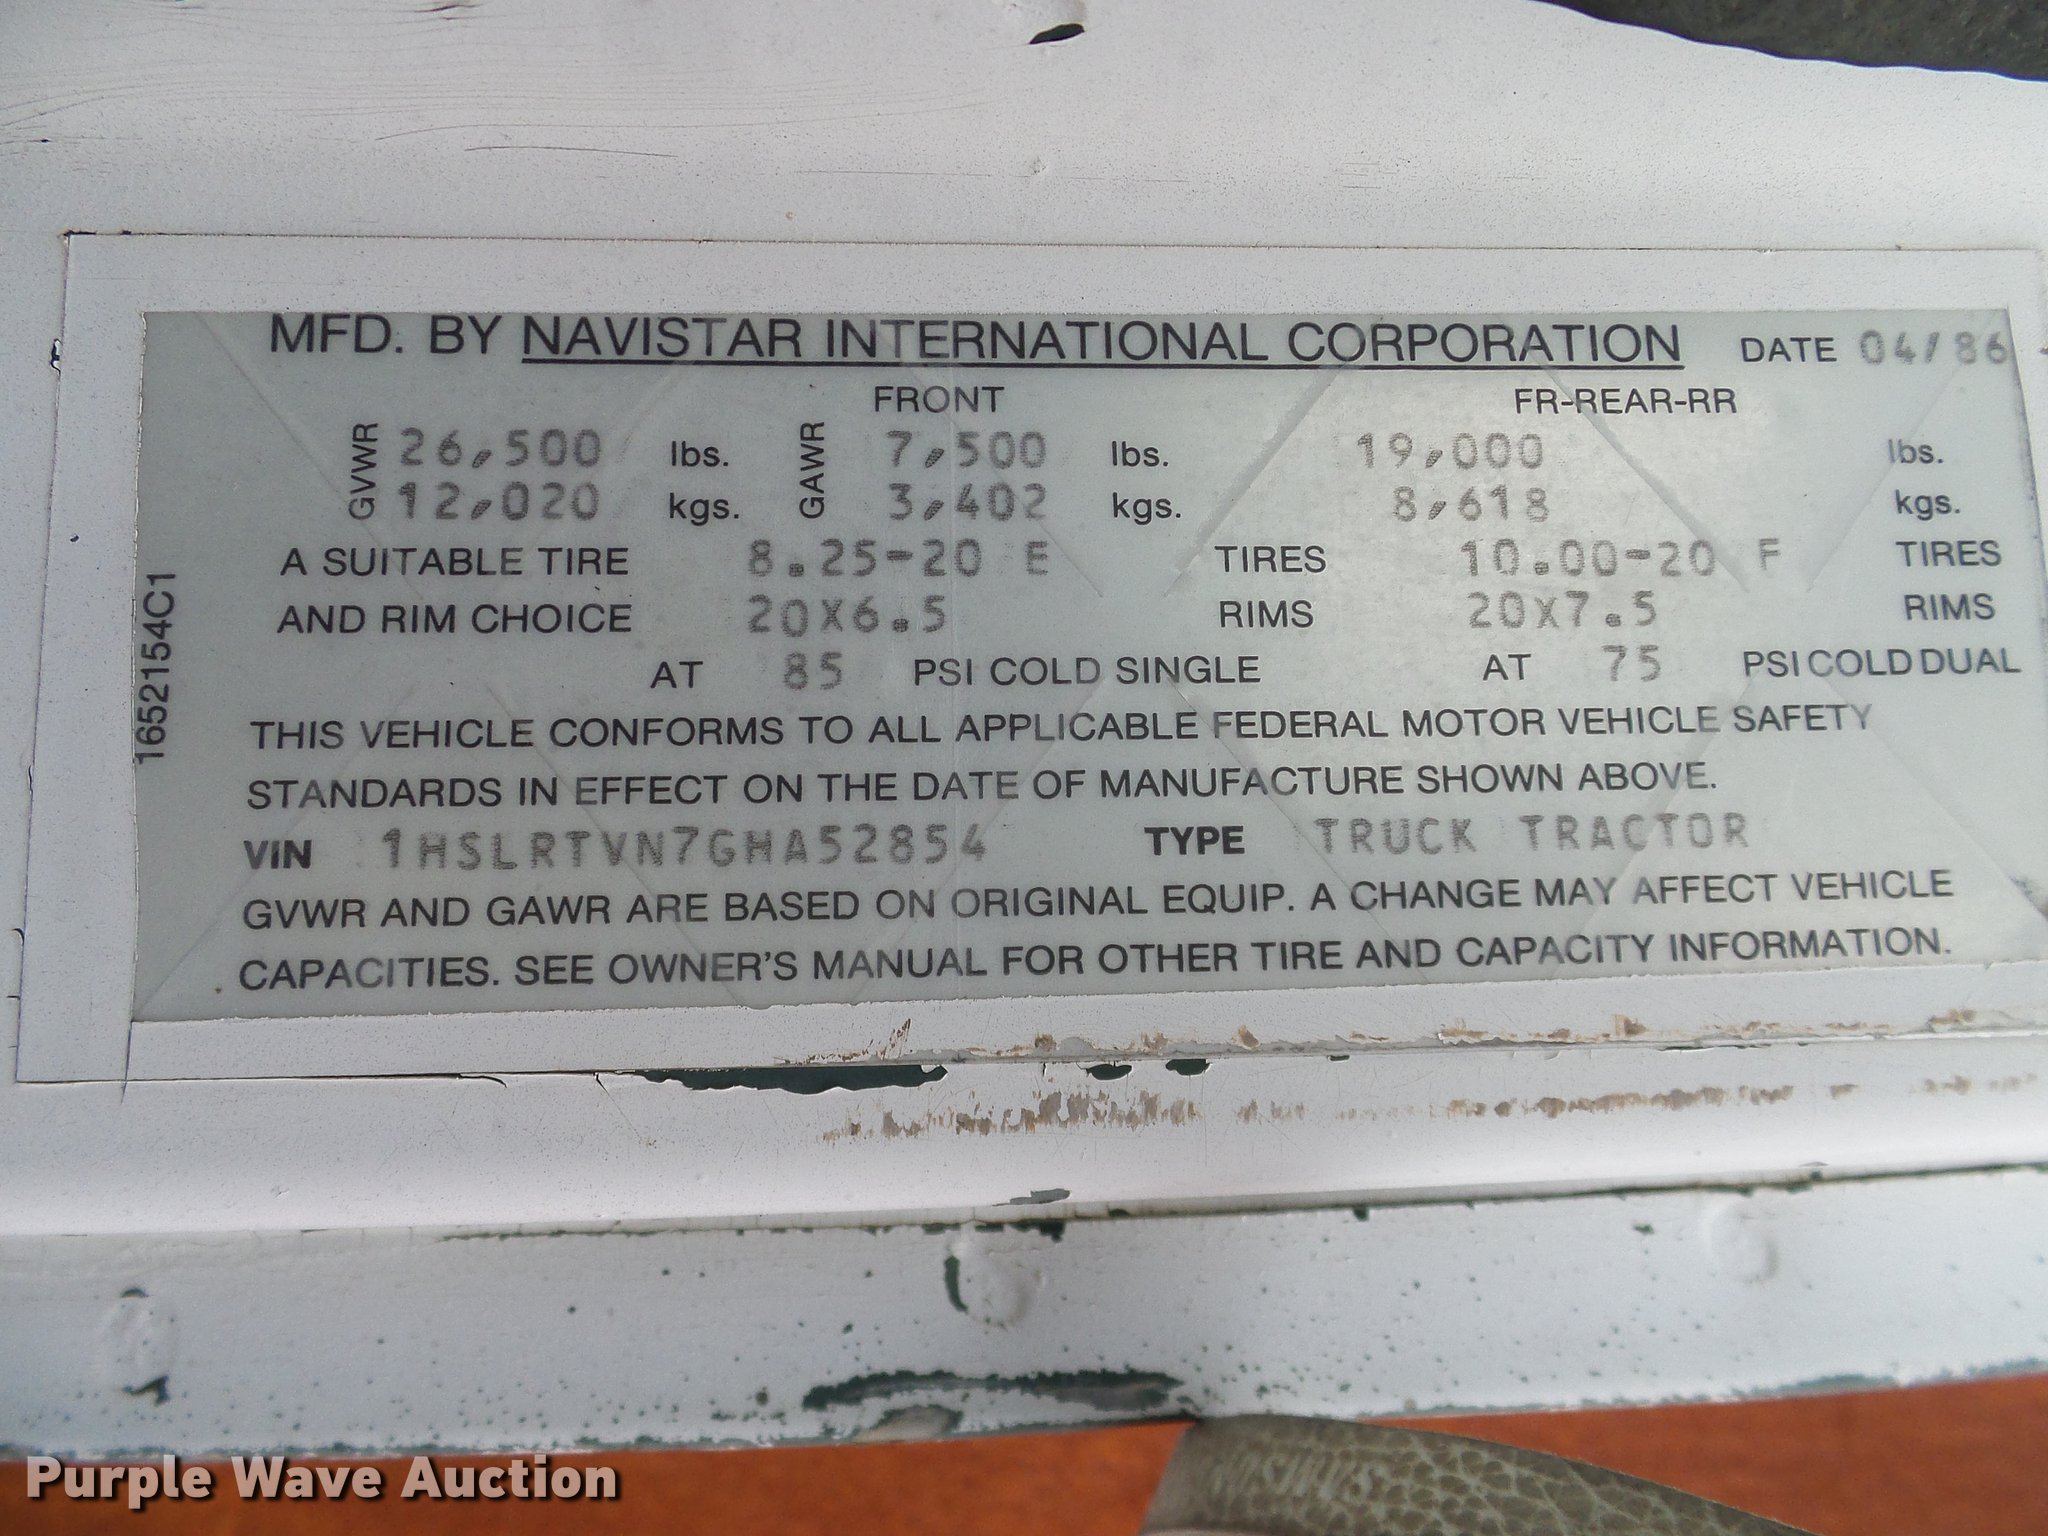 MFD. BY NAVISTAR INTERNATIONAL CORPORATION DATE 04/86
FRONT FR-REAR-RR
GVWR 26,500 lbs. GAWR 7,500 lbs. 19,000 lbs.
12,020 kgs. 3,402 kgs. 8,618 kgs.
A SUITABLE TIRE 8.25-20 E TIRES 10.00-20 F TIRES
AND RIM CHOICE 20X6.5 RIMS 20X7.5 RIMS
AT 85 PSI COLD SINGLE AT 75 PSI COLD DUAL
THIS VEHICLE CONFORMS TO ALL APPLICABLE FEDERAL MOTOR VEHICLE SAFETY
STANDARDS IN EFFECT ON THE DATE OF MANUFACTURE SHOWN ABOVE.
VIN 1HSLRTVN7GHA52854 TYPE TRUCK TRACTOR
GVWR AND GAWR ARE BASED ON ORIGINAL EQUIP. A CHANGE MAY AFFECT VEHICLE
CAPACITIES. SEE OWNER'S MANUAL FOR OTHER TIRE AND CAPACITY INFORMATION.
1652154C1
Purple Wave Auction